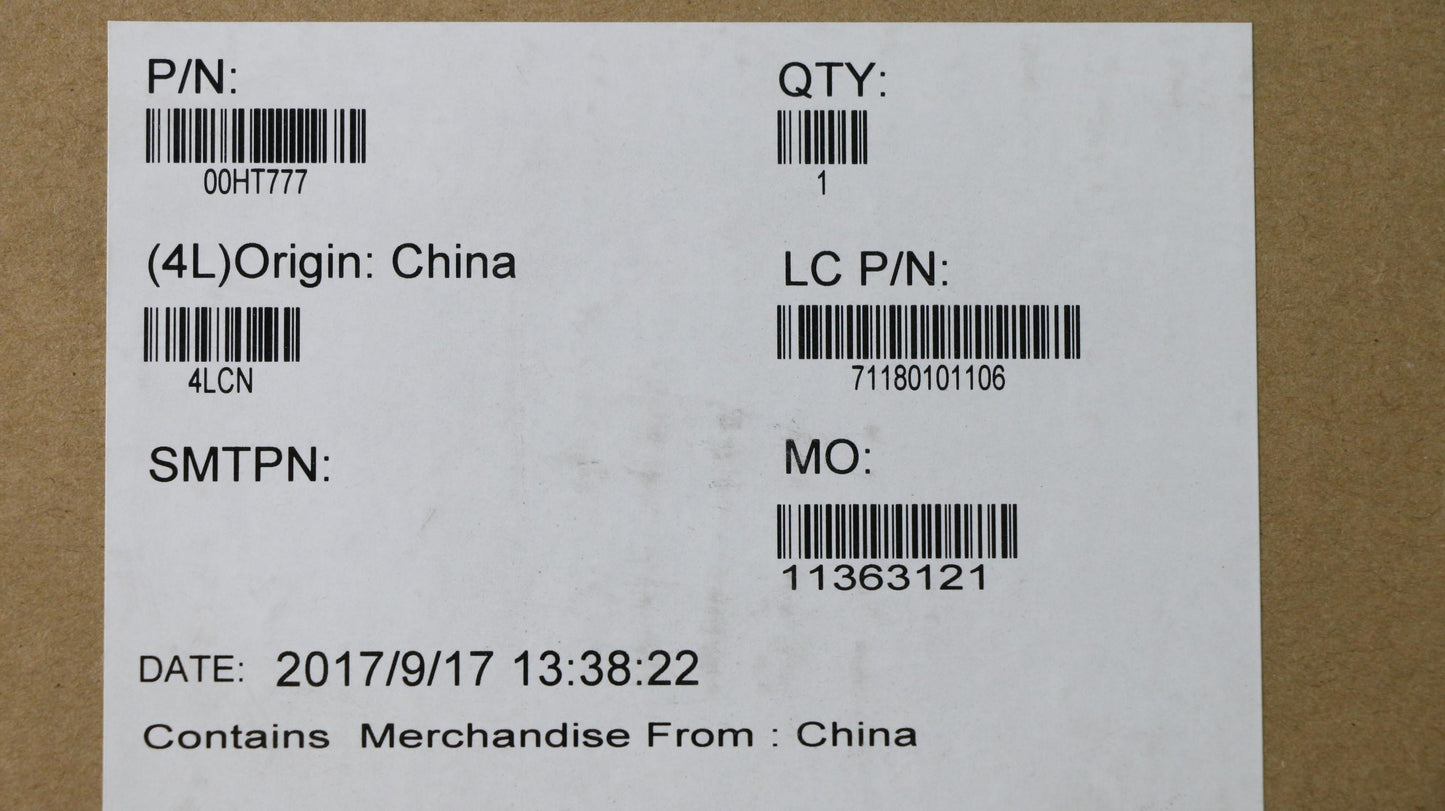 P/N:
QTY:
00HT777
1
(4L)Origin: China
LC P/N:
4LCN
71180101106
SMTPN:
MO:
11363121
DATE: 2017/9/17 13:38:22
Contains Merchandise From : China